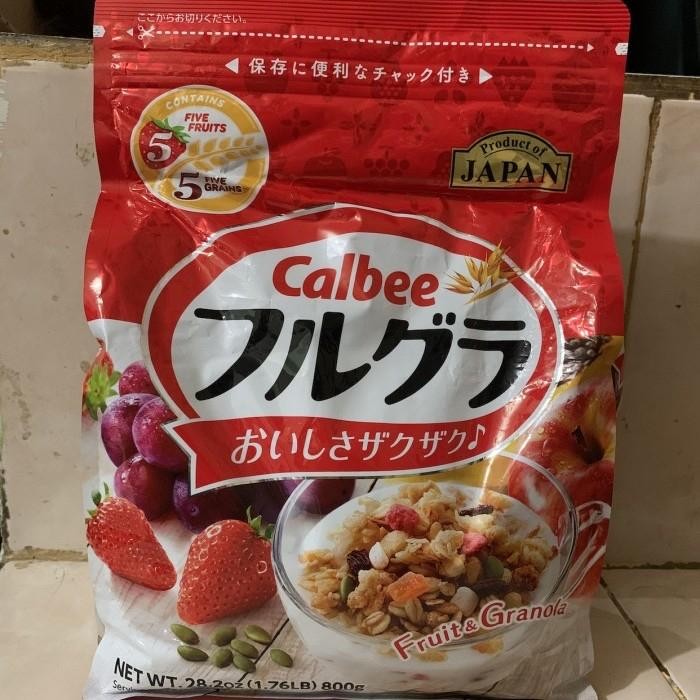 ここからお切りください。
保存に便利なチャック付き
CONTAINS
5 FIVE FRUITS
5 FIVE GRAINS
Product of
JAPAN
Calbee
フルグラ
おいしさザクザク♪
Fruit & Granola
NET WT. 28.2oz (1.76LB) 800g